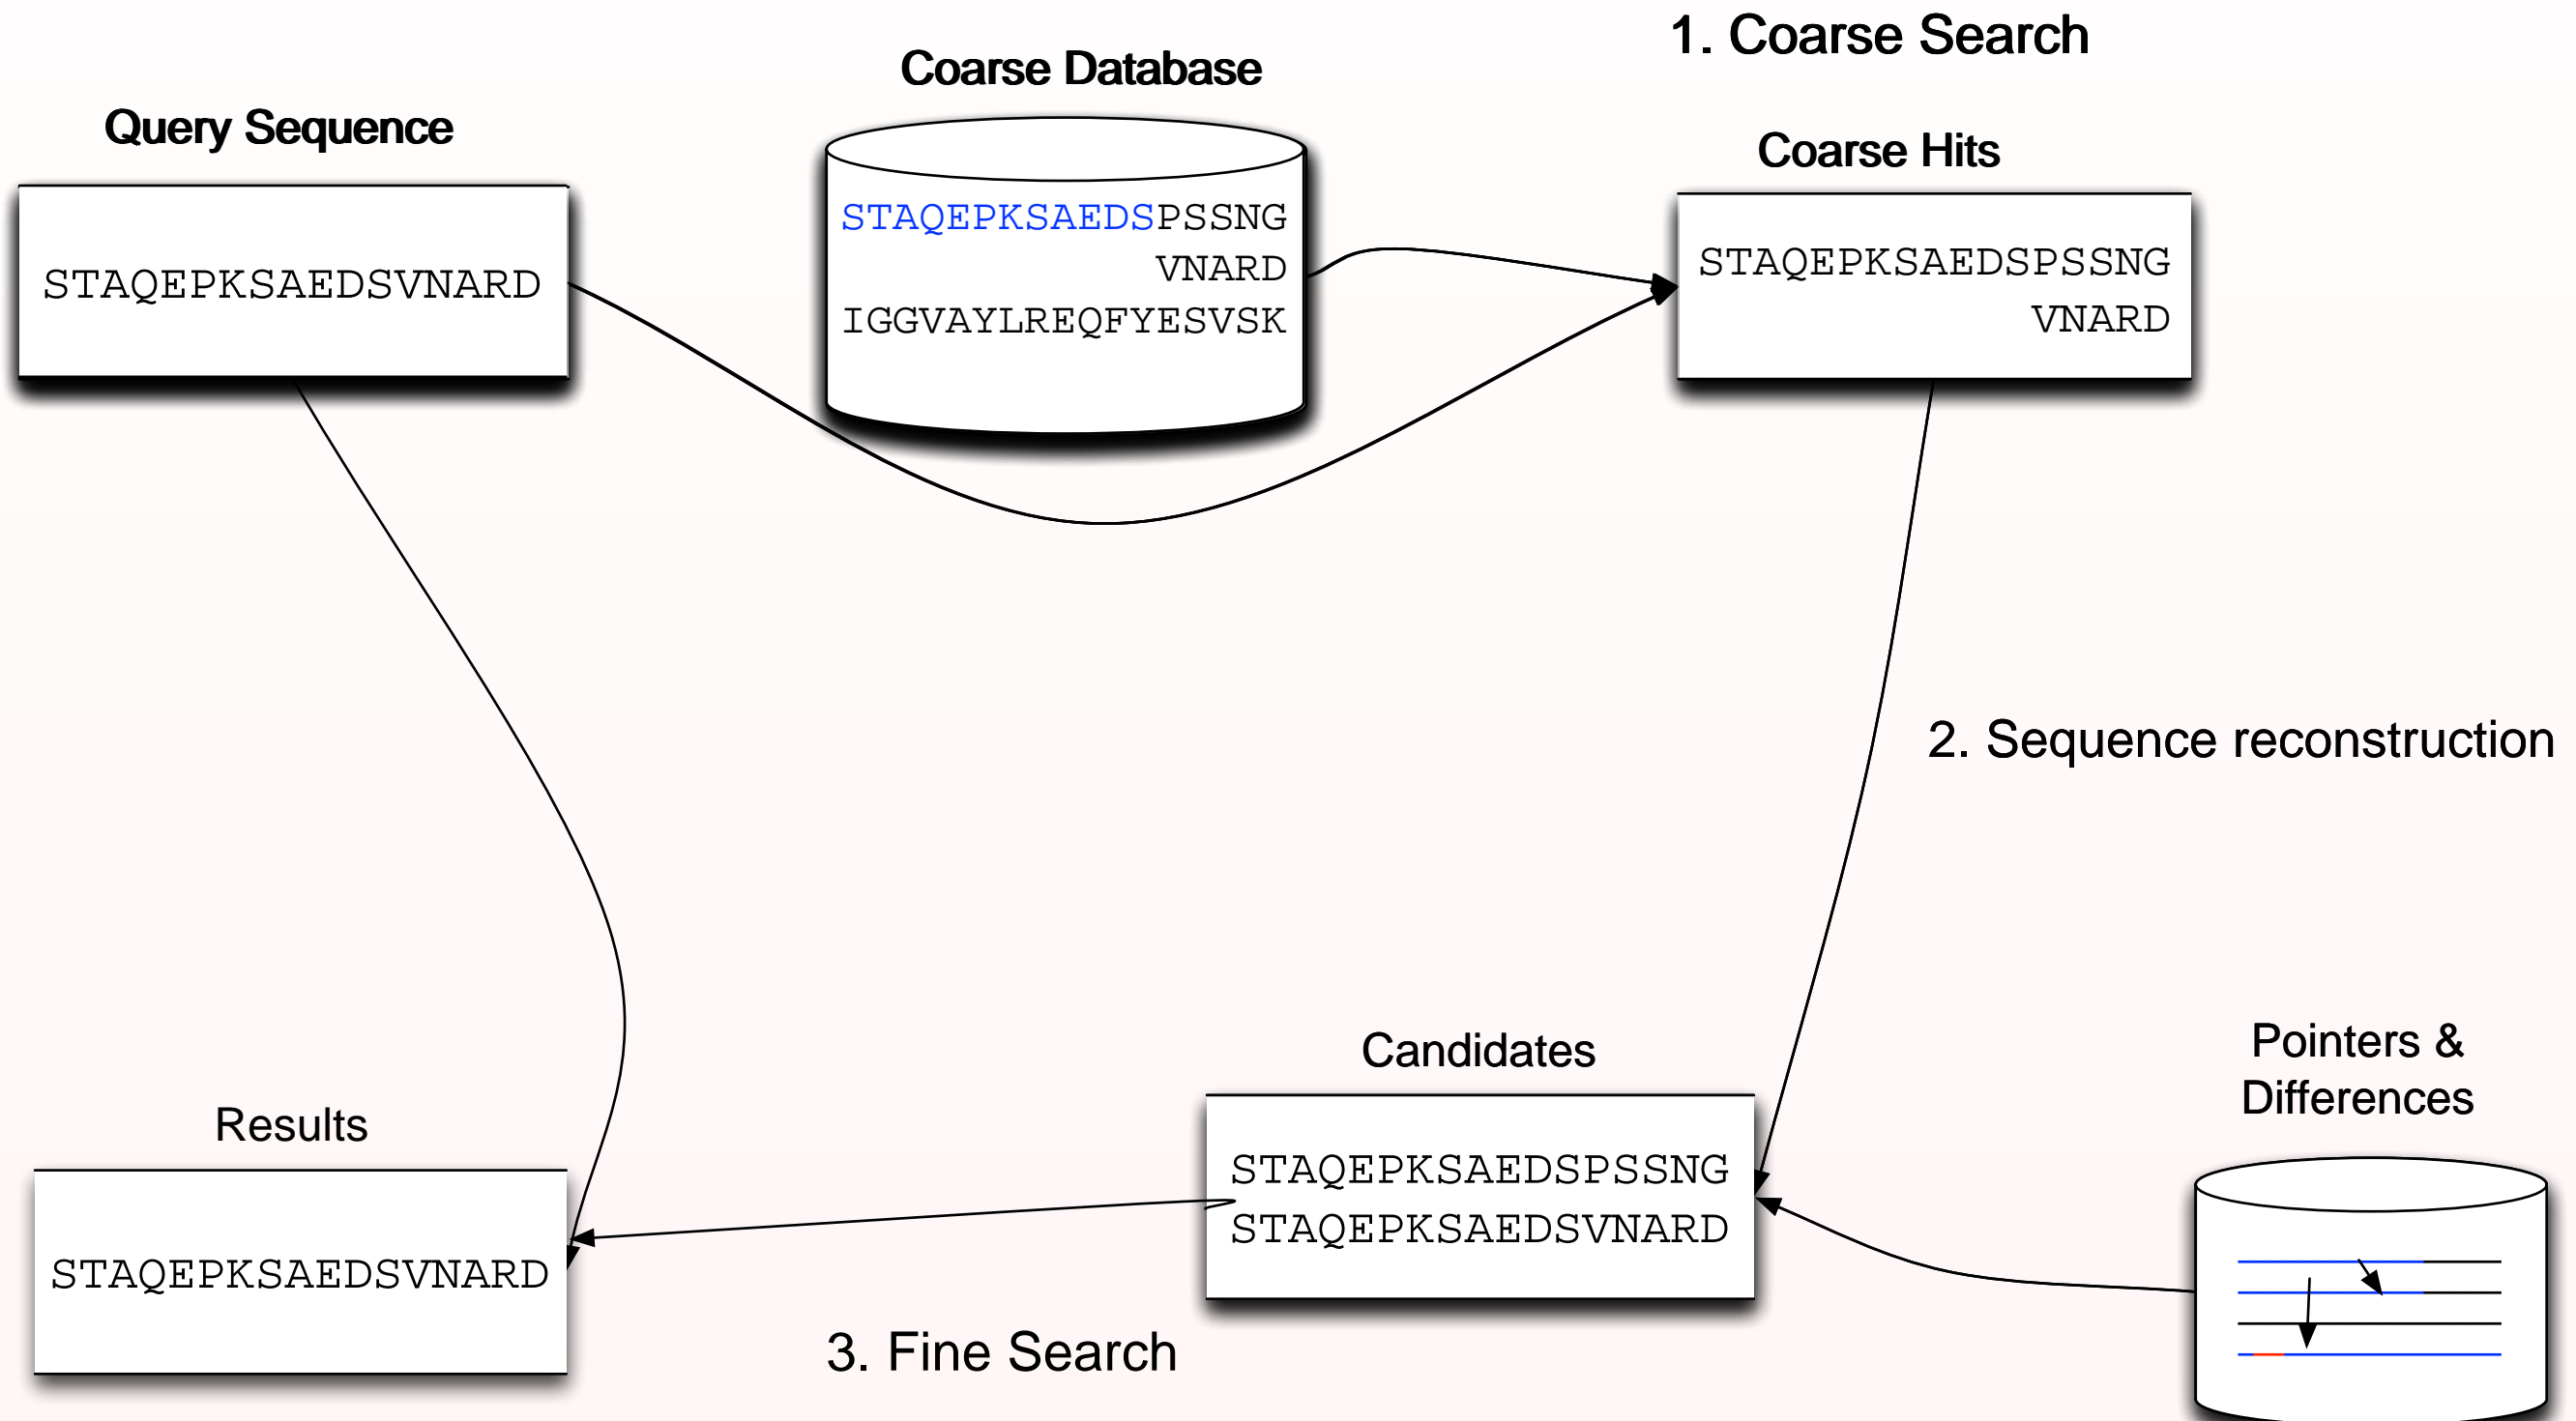 1. Coarse Search
Coarse Database
Query Sequence
Coarse Hits
STAQEPKSAEDSVNARD
STAQEPKSAEDSPSSNG
VNARD
IGGVAYLREQFYESVSK
STAQEPKSAEDSPSSNG
VNARD
2. Sequence reconstruction
Candidates
Pointers &
Differences
Results
STAQEPKSAEDSPSSNG
STAQEPKSAEDSVNARD
STAQEPKSAEDSVNARD
3. Fine Search